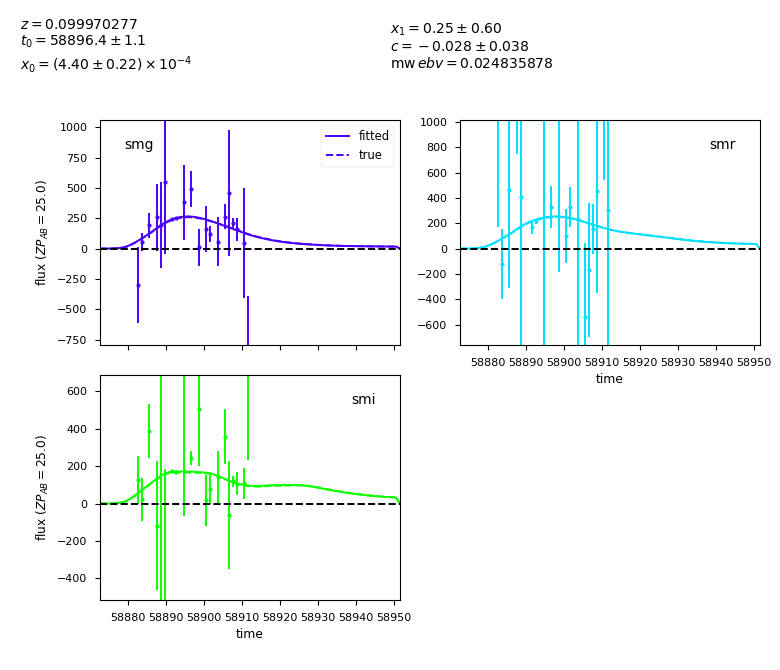 z = 0.099970277
t₀ = 58896.4 ± 1.1
x₀ = (4.40 ± 0.22) × 10⁻⁴
x₁ = 0.25 ± 0.60
c = −0.028 ± 0.038
mw ebv = 0.024835878
smg
fitted
true
1000
750
500
250
0
−250
−500
−750
flux (ZP_AB = 25.0)
smr
1000
800
600
400
200
0
−200
−400
−600
58880 58890 58900 58910 58920 58930 58940 58950
time
smi
600
400
200
0
−200
−400
flux (ZP_AB = 25.0)
58880 58890 58900 58910 58920 58930 58940 58950
time